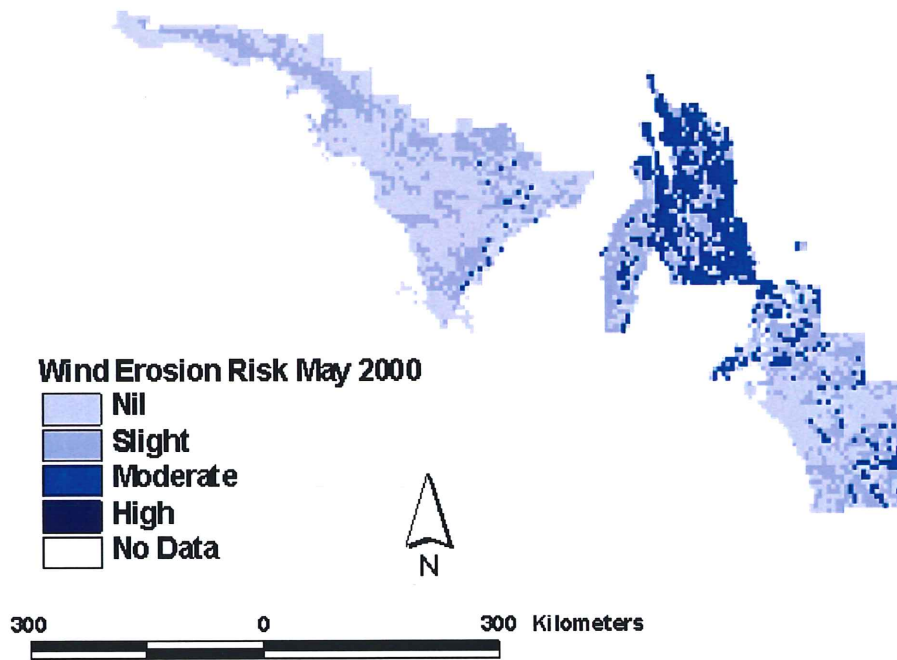 Wind Erosion Risk May 2000
Nil
Slight
Moderate
High
No Data
N
300 0 300 Kilometers